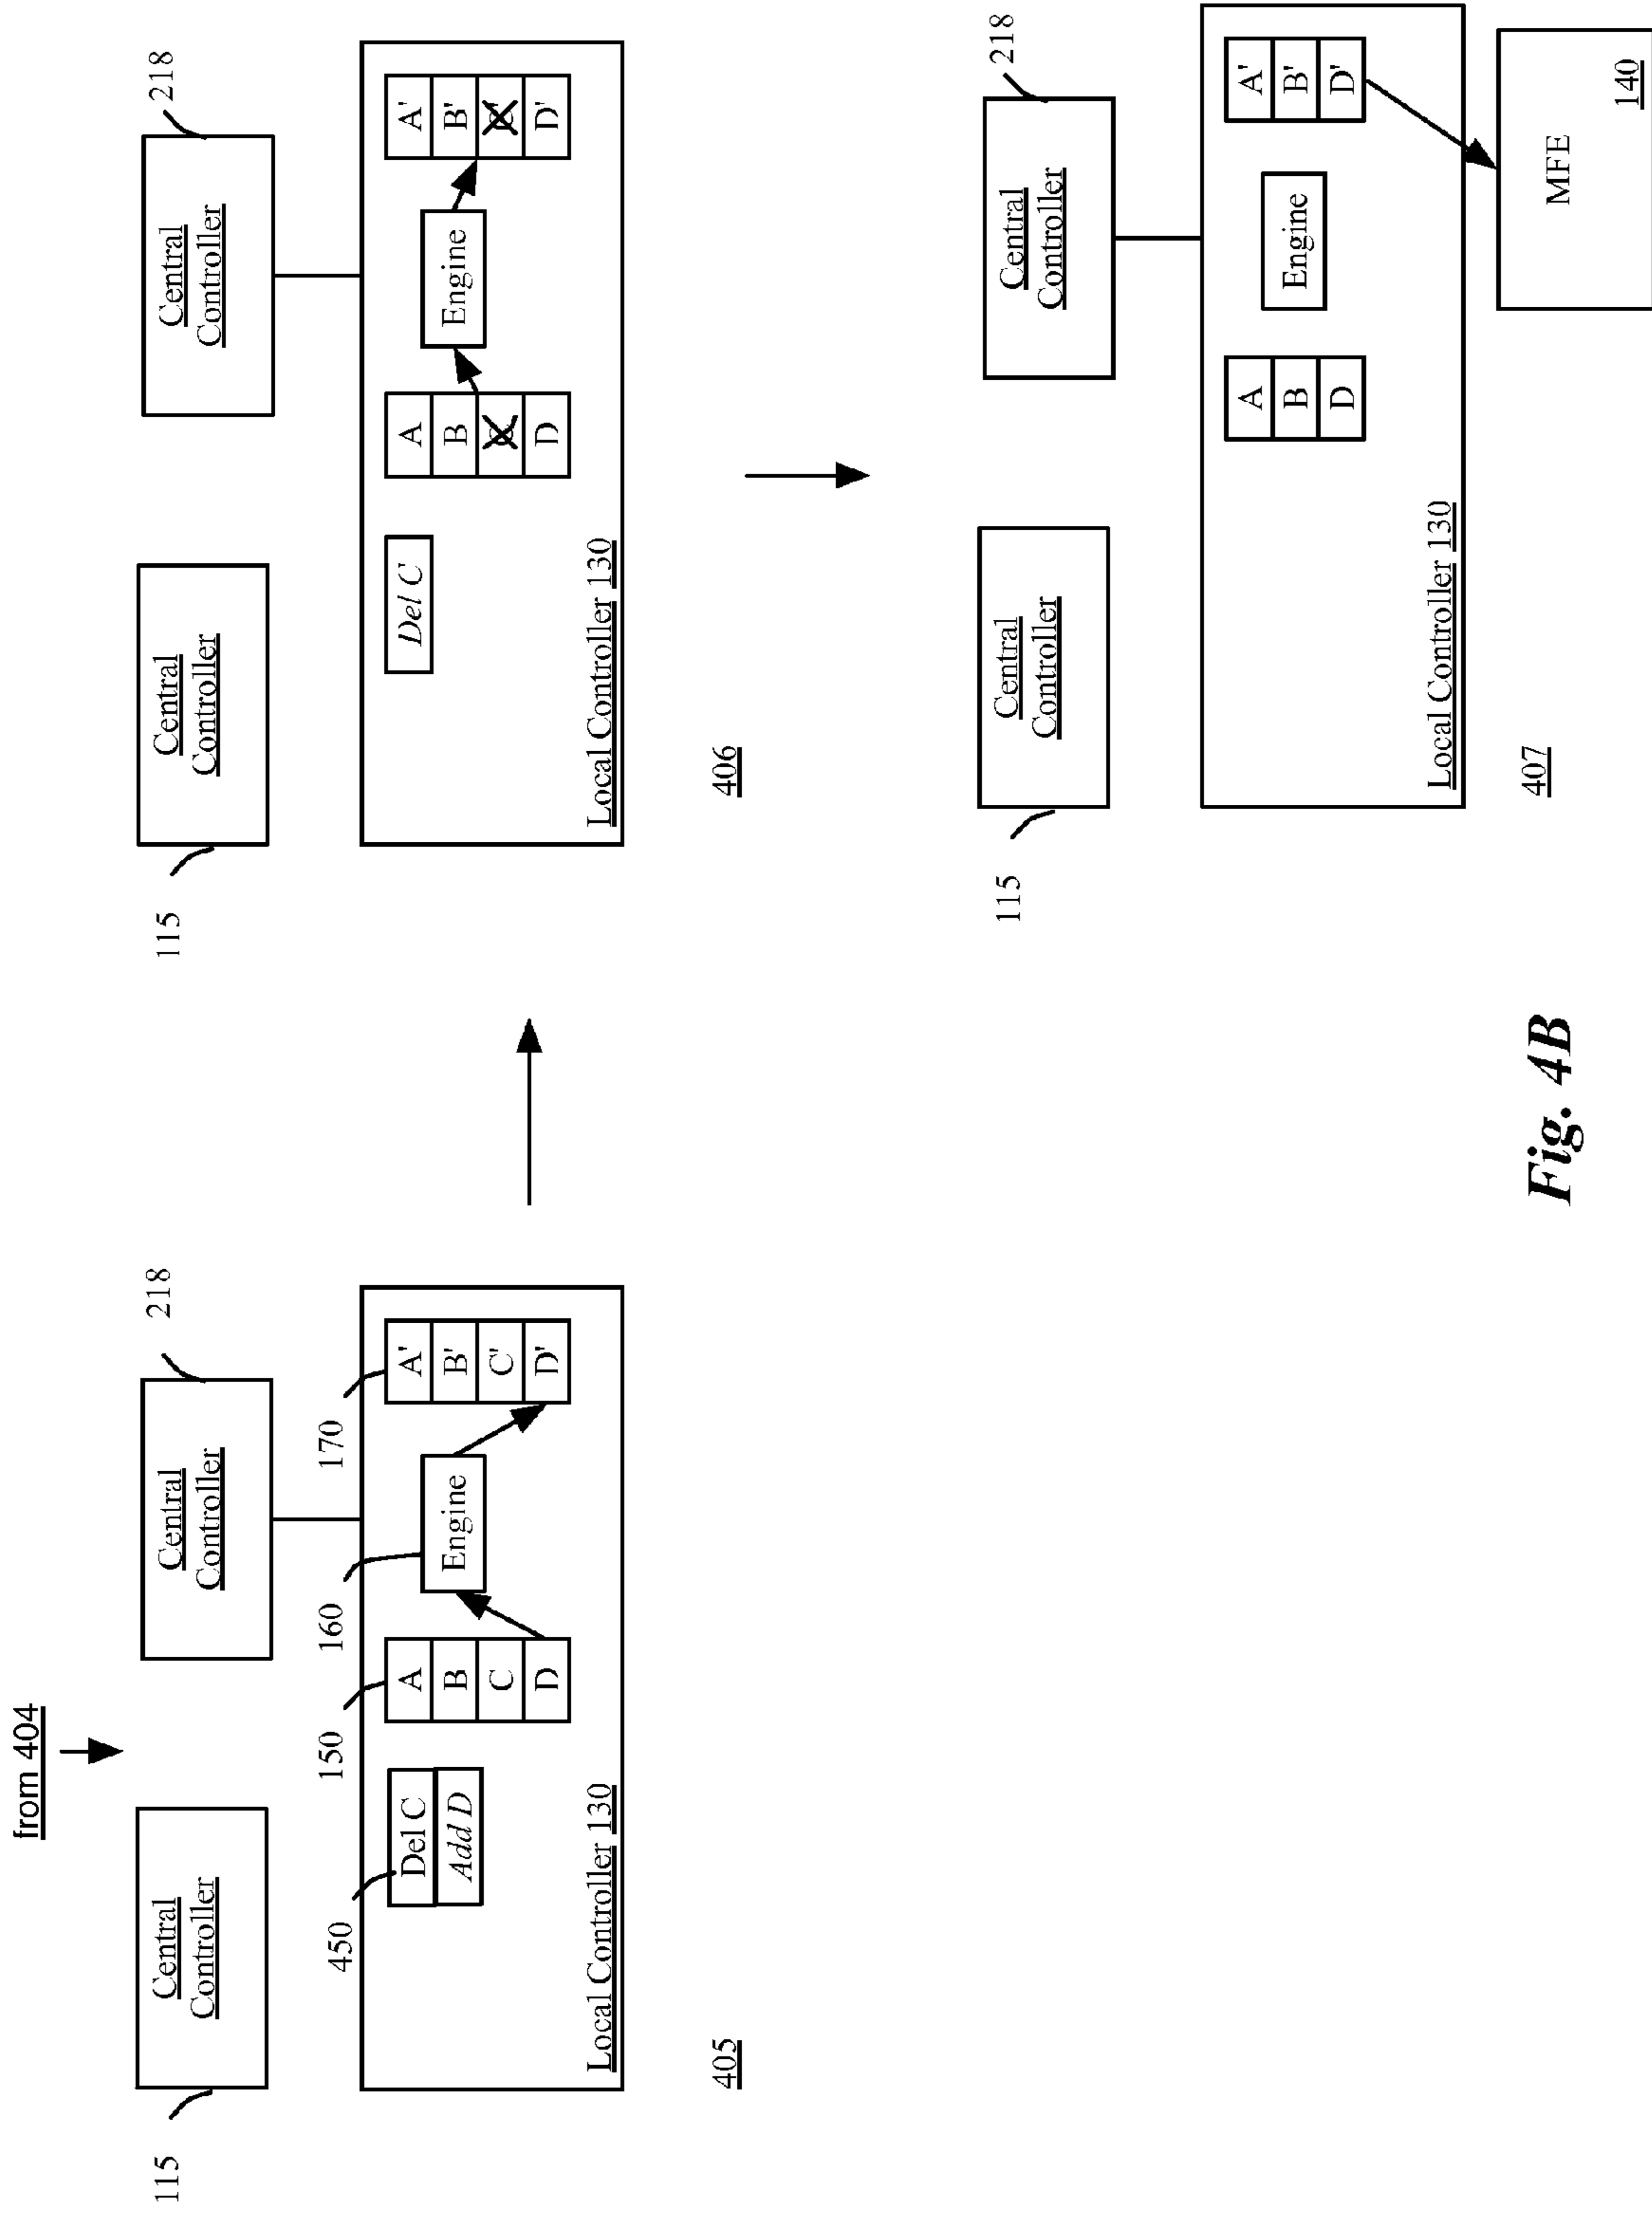 from 404
115
Central
Controller
218
Central
Controller
450
150
160
170
Del C
Add D
A
B
C
D
Engine
A'
B'
C'
D'
Local Controller 130
405
115
Central
Controller
218
Central
Controller
Del C
A
B
C
D
Engine
A'
B'
C'
D'
Local Controller 130
406
115
Central
Controller
218
Central
Controller
A
B
D
Engine
A'
B'
D'
Local Controller 130
407
MFE
140
Fig. 4B